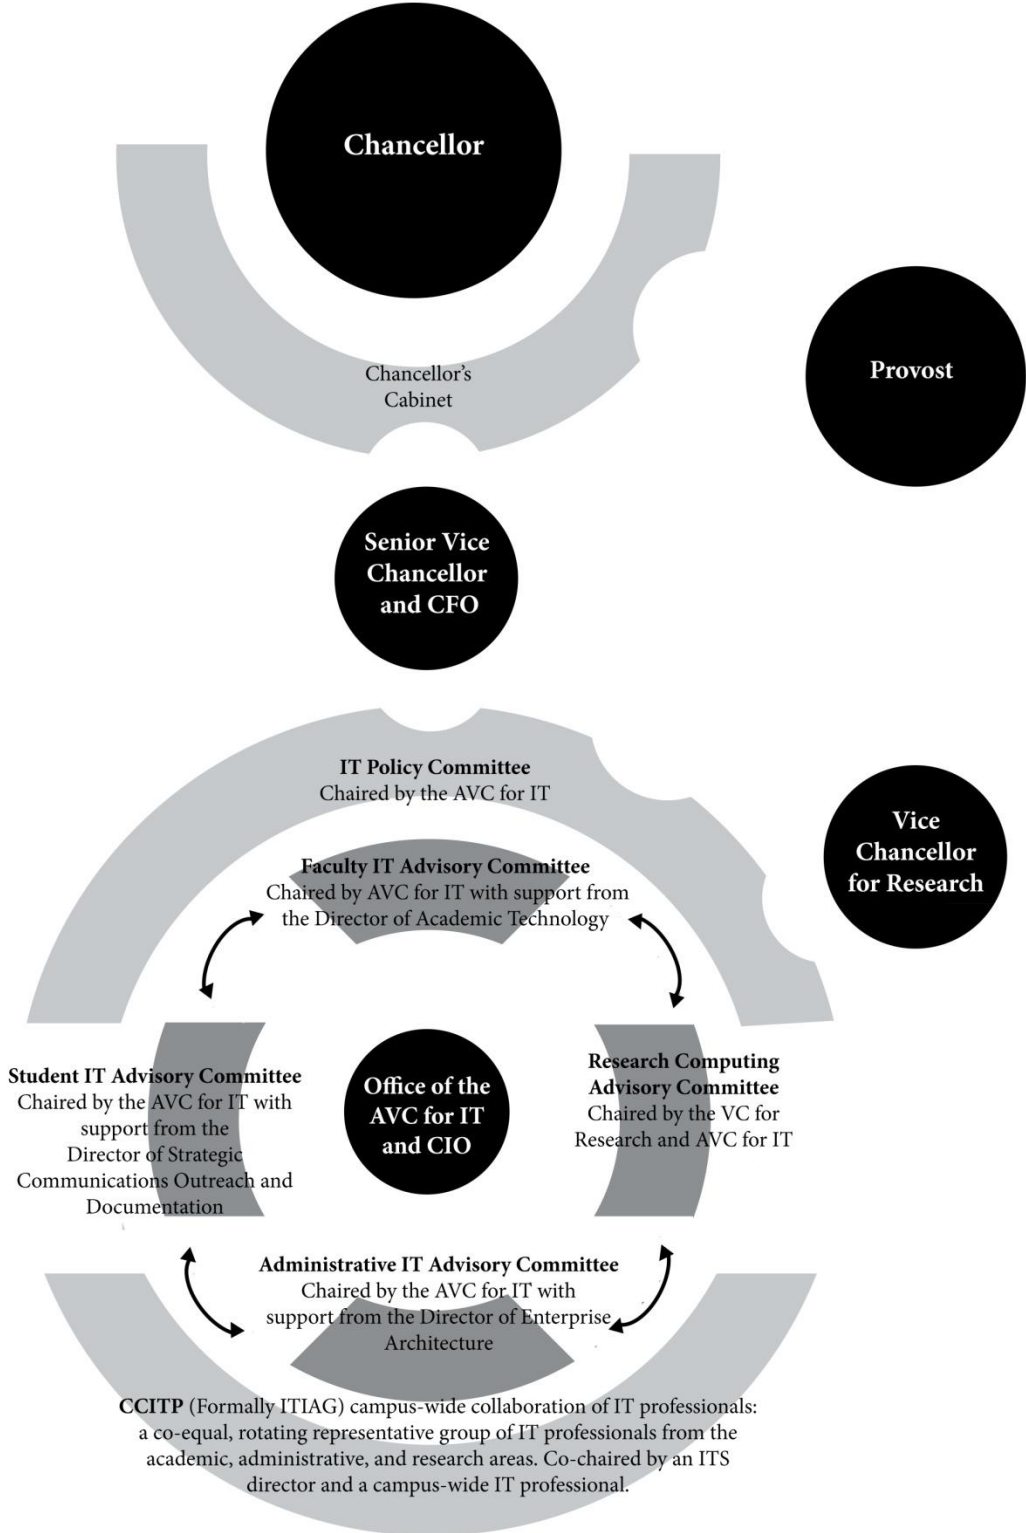 Chancellor
Chancellor's
Cabinet
Provost
Senior Vice
Chancellor
and CFO
IT Policy Committee
Chaired by the AVC for IT
Vice
Chancellor
for Research
Faculty IT Advisory Committee
Chaired by AVC for IT with support from
the Director of Academic Technology
Student IT Advisory Committee
Chaired by the AVC for IT with
support from the
Director of Strategic
Communications Outreach and
Documentation
Office of the
AVC for IT
and CIO
Research Computing
Advisory Committee
Chaired by the VC for
Research and AVC for IT
Administrative IT Advisory Committee
Chaired by the AVC for IT with
support from the Director of Enterprise
Architecture
CCITP (Formally ITIAG) campus-wide collaboration of IT professionals:
a co-equal, rotating representative group of IT professionals from the
academic, administrative, and research areas. Co-chaired by an ITS
director and a campus-wide IT professional.